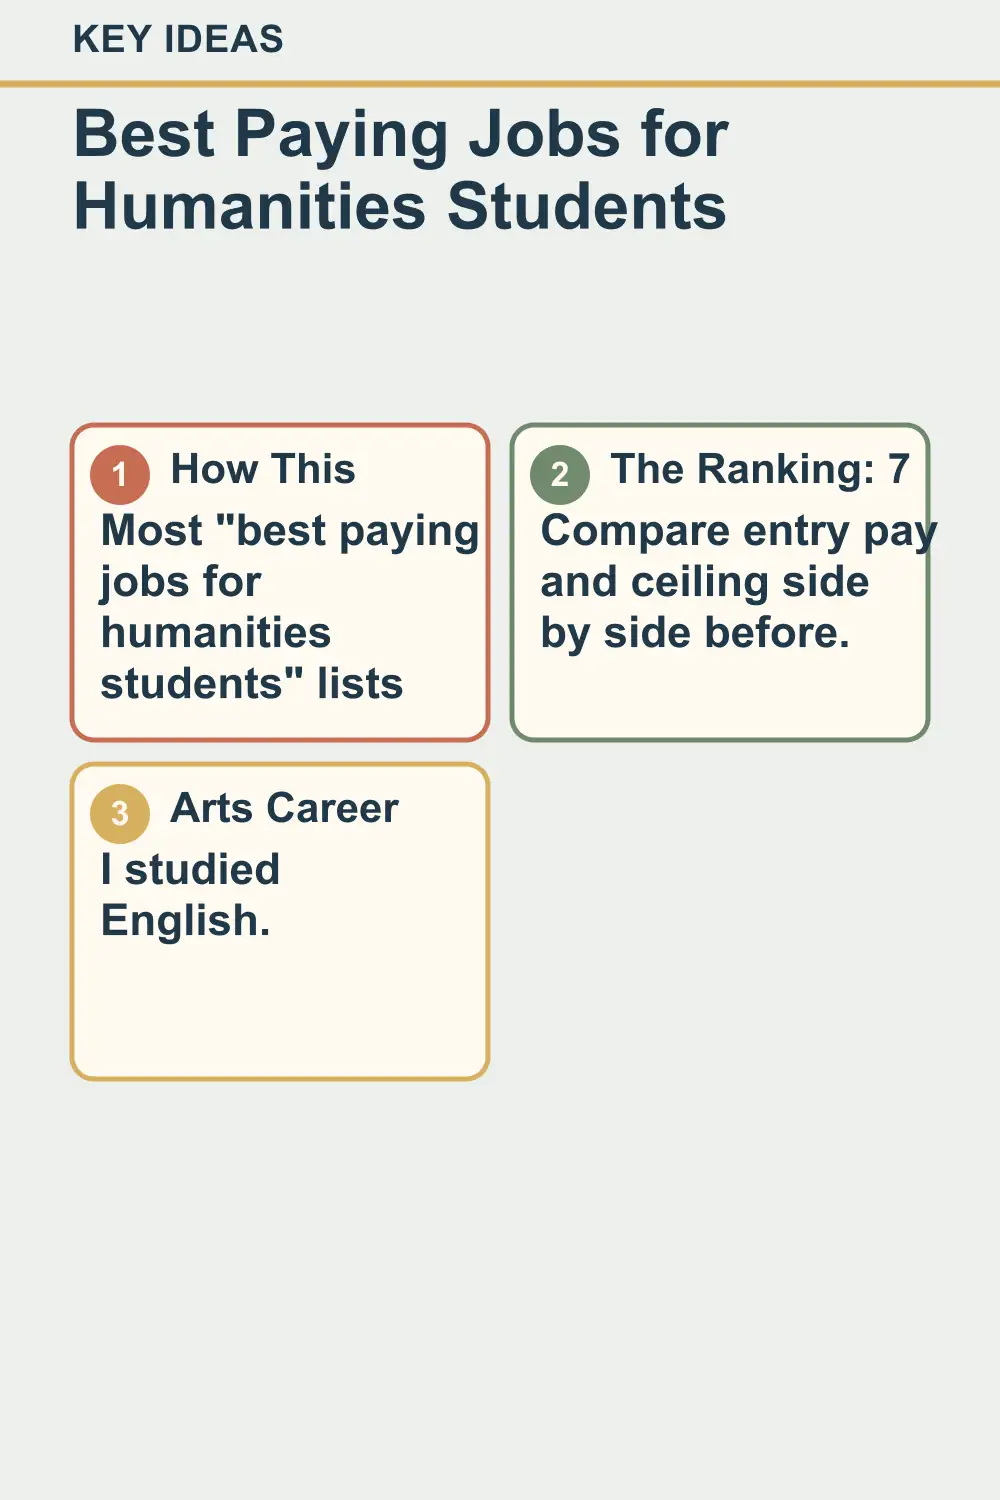 KEY IDEAS
Best Paying Jobs for
Humanities Students
1 How This
Most "best paying
jobs for
humanities
students" lists
2 The Ranking: 7
Compare entry pay
and ceiling side
by side before.
3 Arts Career
I studied
English.